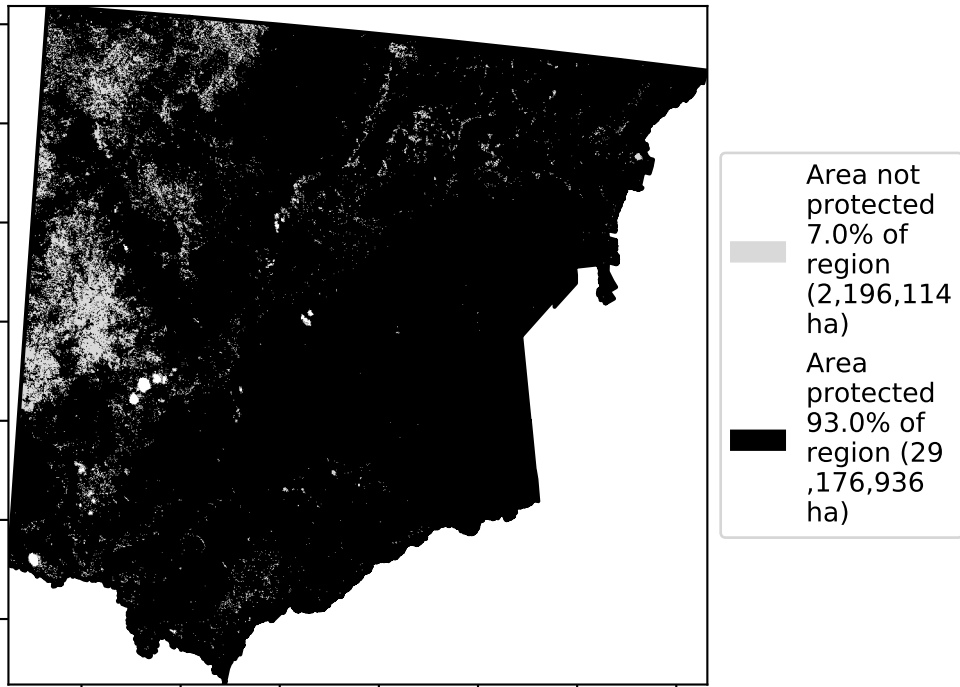 Area not
protected
7.0% of
region
(2,196,114
ha)
Area
protected
93.0% of
region (29
,176,936
ha)